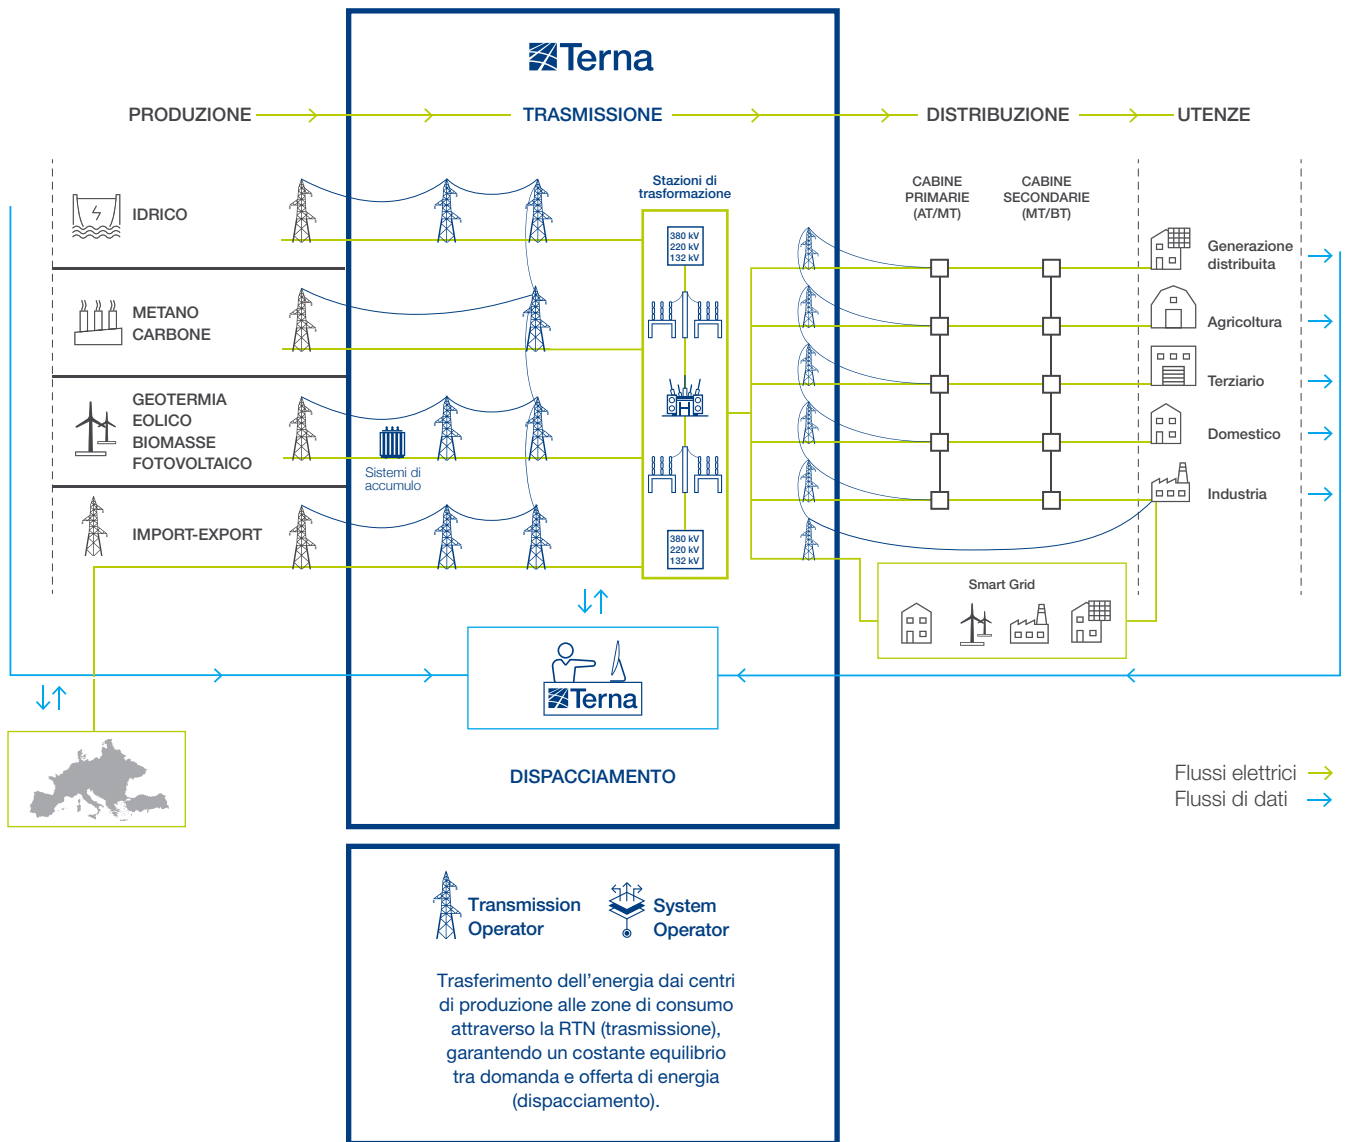 Terna
PRODUZIONE
TRASMISSIONE
DISTRIBUZIONE
UTENZE
IDRICO
METANO
CARBONE
GEOTERMIA
EOLICO
BIOMASSE
FOTOVOLTAICO
IMPORT-EXPORT
Sistemi di
accumulo
Stazioni di
trasformazione
380 kV
220 kV
132 kV
380 kV
220 kV
132 kV
CABINE
PRIMARIE
(AT/MT)
CABINE
SECONDARIE
(MT/BT)
Generazione
distribuita
Agricoltura
Terziario
Domestico
Industria
Smart Grid
Terna
DISPACCIAMENTO
Flussi elettrici
Flussi di dati
Transmission
Operator
System
Operator
Trasferimento dell’energia dai centri
di produzione alle zone di consumo
attraverso la RTN (trasmissione),
garantendo un costante equilibrio
tra domanda e offerta di energia
(dispacciamento).